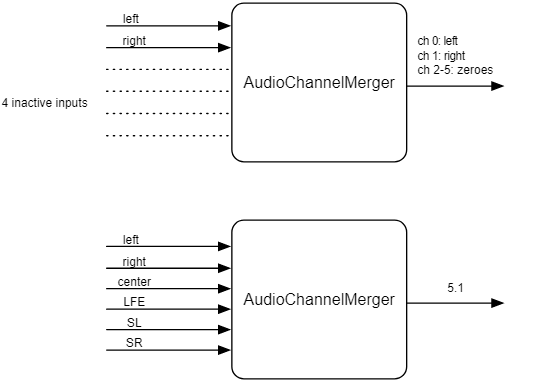 left
right
4 inactive inputs
AudioChannelMerger
ch 0: left
ch 1: right
ch 2-5: zeroes
left
right
center
LFE
SL
SR
AudioChannelMerger
5.1